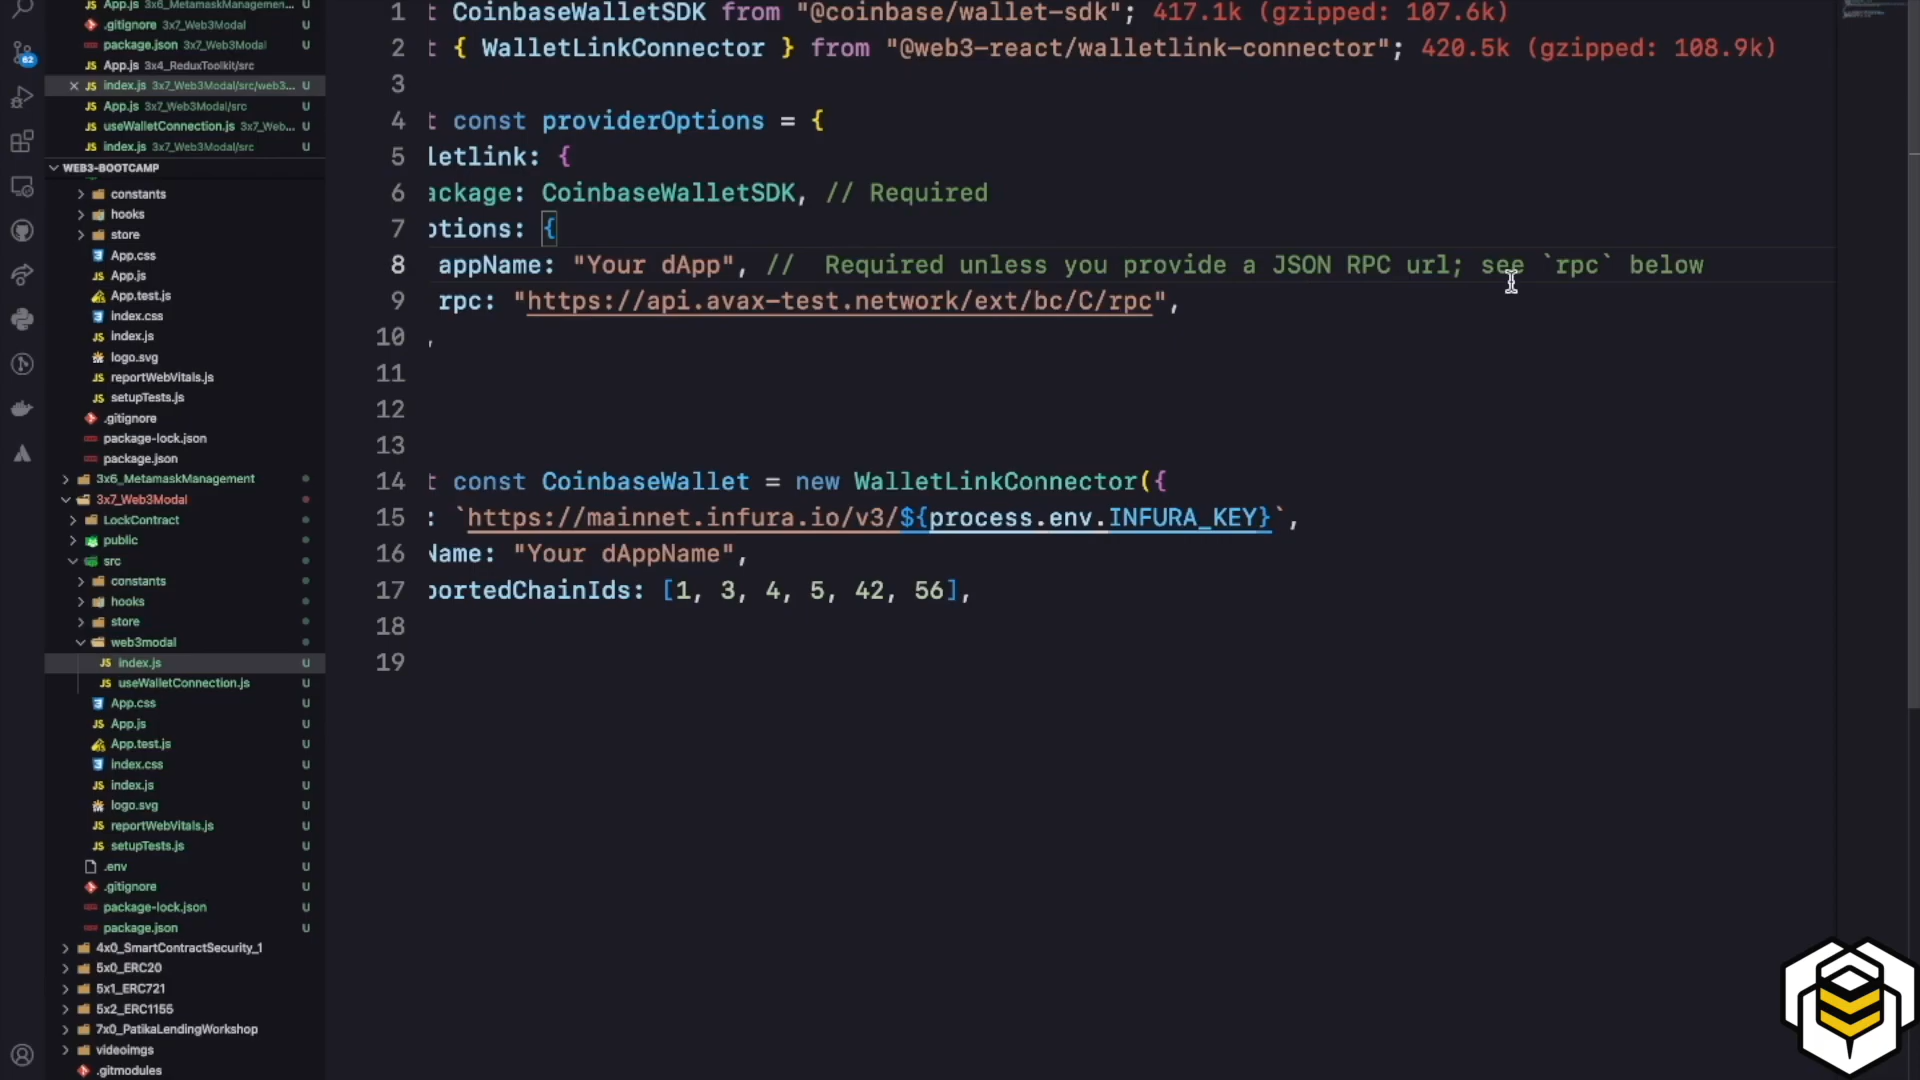 App.js 3x6_MetamaskManagemen...
.gitignore 3x7_Web3Modal
package.json 3x7_Web3Modal
App.js 3x4_ReduxToolkit/src
index.js 3x7_Web3Modal/src/web3... U
App.js 3x7_Web3Modal/src U
useWalletConnection.js 3x7_Web... U
index.js 3x7_Web3Modal/src U
WEB3-BOOTCAMP
constants
hooks
store
App.css
App.js
App.test.js
index.css
index.js
logo.svg
reportWebVitals.js
setupTests.js
.gitignore
package-lock.json
package.json
3x6_MetamaskManagement
3x7_Web3Modal
LockContract
public
src
constants
hooks
store
web3modal
index.js U
useWalletConnection.js U
App.css U
App.js U
App.test.js U
index.css U
index.js U
logo.svg U
reportWebVitals.js U
setupTests.js U
.env U
.gitignore U
package-lock.json U
package.json U
4x0_SmartContractSecurity_1
5x0_ERC20
5x1_ERC721
5x2_ERC1155
7x0_PatikaLendingWorkshop
videoimgs
.gitmodules
62
1 t CoinbaseWalletSDK from "@coinbase/wallet-sdk"; 417.1k (gzipped: 107.6k)
2 t { WalletLinkConnector } from "@web3-react/walletlink-connector"; 420.5k (gzipped: 108.9k)
3
4 t const providerOptions = {
5 letlink: {
6 ackage: CoinbaseWalletSDK, // Required
7 ptions: {
8 appName: "Your dApp", // Required unless you provide a JSON RPC url; see `rpc` below
9 rpc: "https://api.avax-test.network/ext/bc/C/rpc",
10 ,
11
12
13
14 t const CoinbaseWallet = new WalletLinkConnector({
15 : `https://mainnet.infura.io/v3/${process.env.INFURA_KEY}`,
16 Name: "Your dAppName",
17 portedChainIds: [1, 3, 4, 5, 42, 56],
18
19